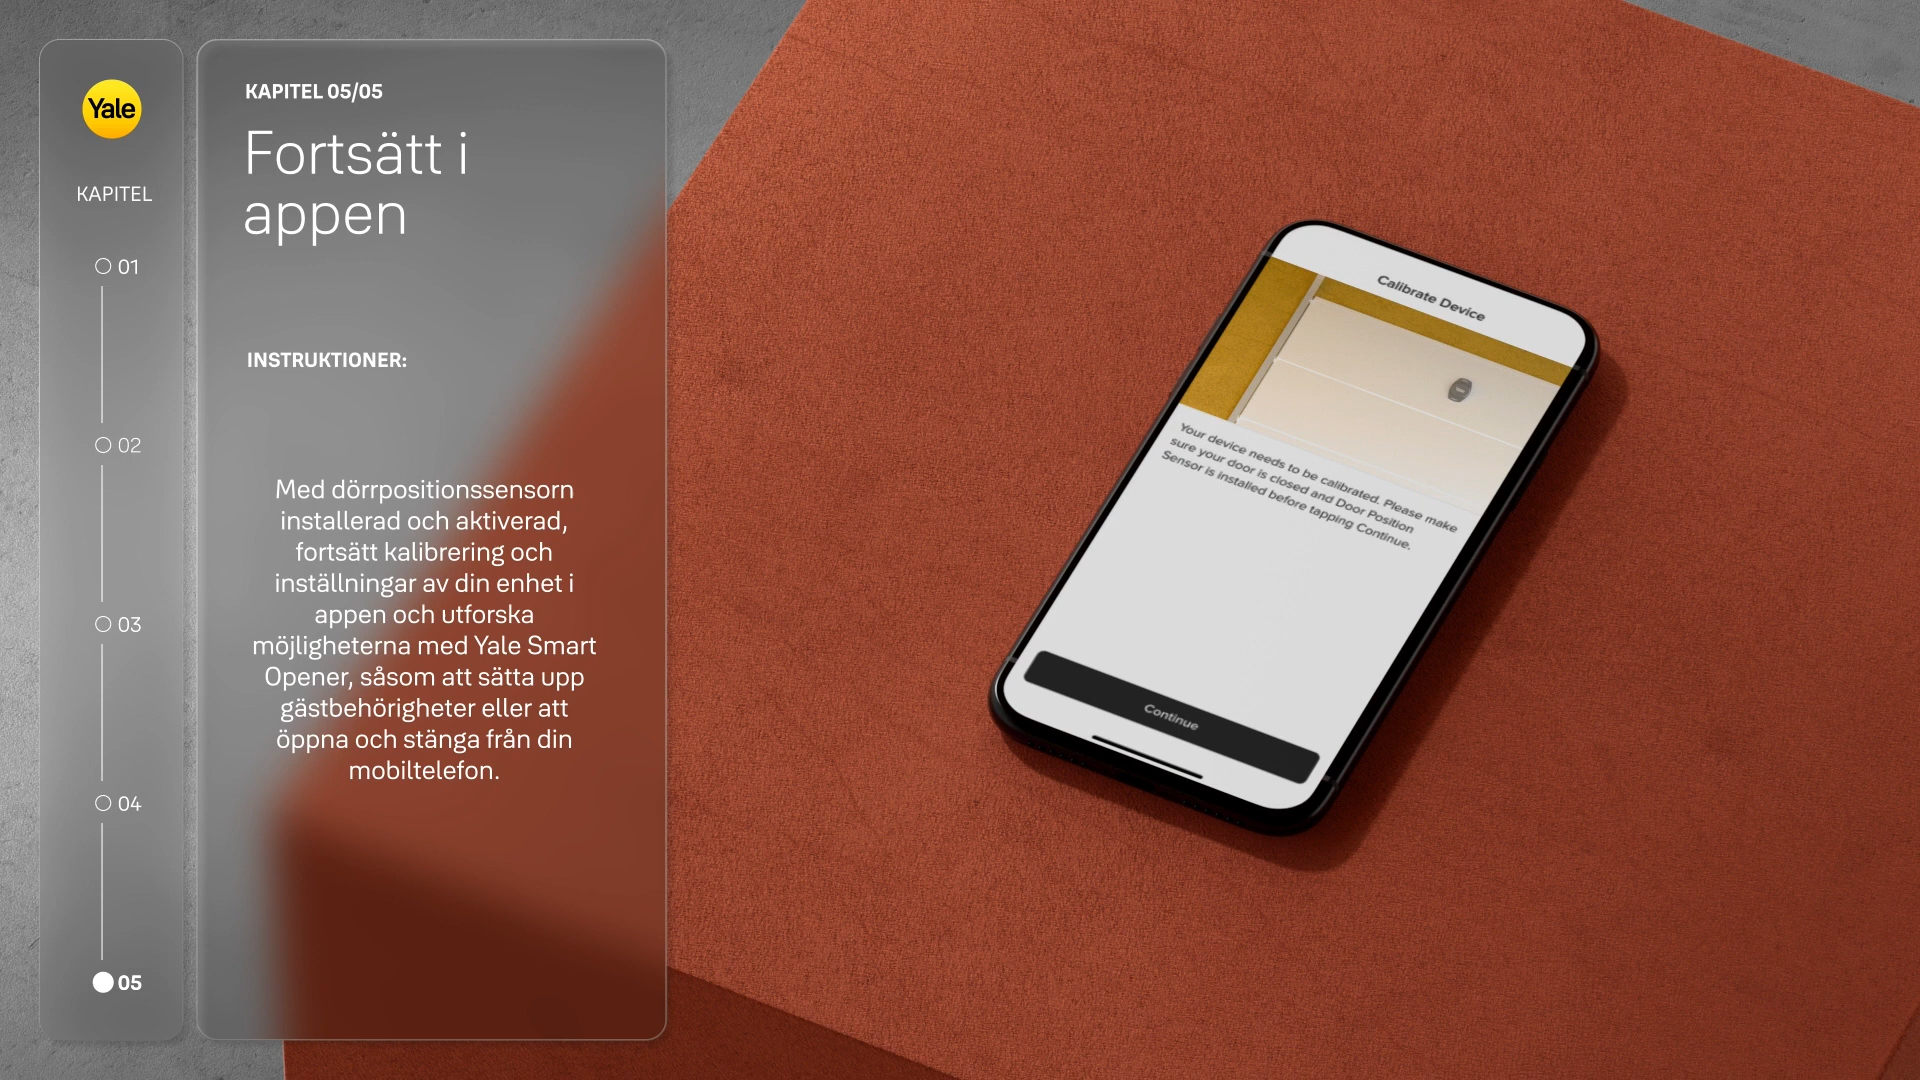 Yale
KAPITEL
01
02
03
04
05
KAPITEL 05/05
Fortsätt i
appen
INSTRUKTIONER:
Med dörrpositionssensorn
installerad och aktiverad,
fortsätt kalibrering och
inställningar av din enhet i
appen och utforska
möjligheterna med Yale Smart
Opener, såsom att sätta upp
gästbehörigheter eller att
öppna och stänga från din
mobiltelefon.
Calibrate Device
Your device needs to be calibrated. Please make
sure your door is closed and Door Position
Sensor is installed before tapping Continue.
Continue